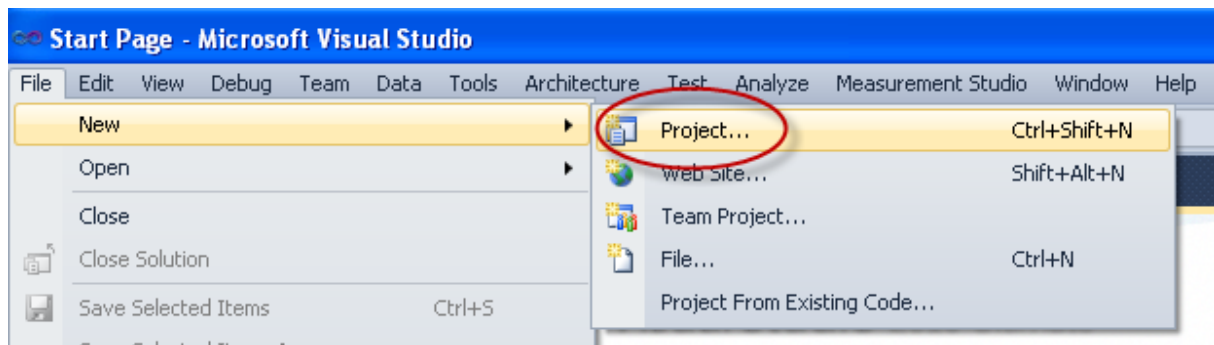 Start Page - Microsoft Visual Studio
File Edit View Debug Team Data Tools Architecture Test Analyze Measurement Studio Window Help
New
Project... Ctrl+Shift+N
Open
Web Site... Shift+Alt+N
Close
Team Project...
Close Solution
File... Ctrl+N
Save Selected Items Ctrl+S
Project From Existing Code...